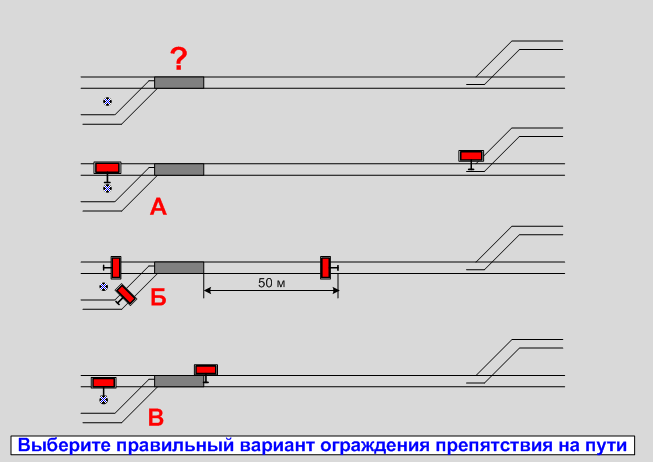 ?
А
Б
50 м
В
Выберите правильный вариант ограждения препятствия на пути